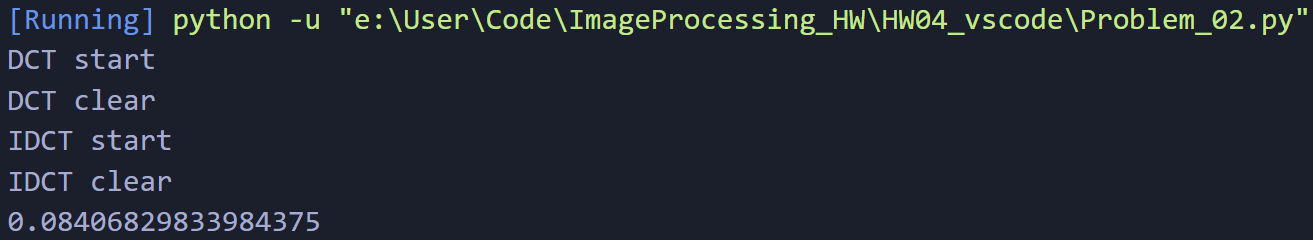 [Running] python -u "e:\User\Code\ImageProcessing_HW\HW04_vscode\Problem_02.py"
DCT start
DCT clear
IDCT start
IDCT clear
0.08406829833984375